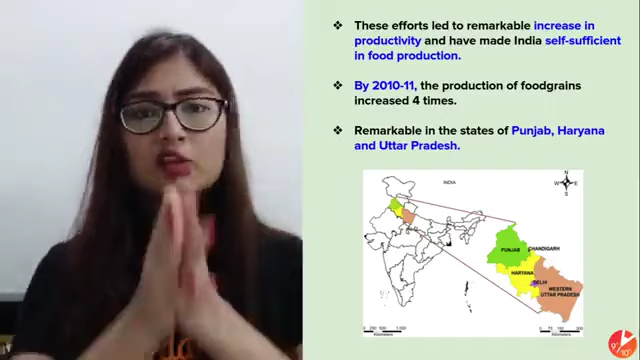 ❖ These efforts led to remarkable increase in
productivity and have made India self-sufficient
in food production.
❖ By 2010-11, the production of foodgrains
increased 4 times.
❖ Remarkable in the states of Punjab, Haryana
and Uttar Pradesh.
INDIA
N
W E
S
PUNJAB
CHANDIGARH
HARYANA
DELHI
WESTERN
UTTAR PRADESH
Kilometers
Kilometers